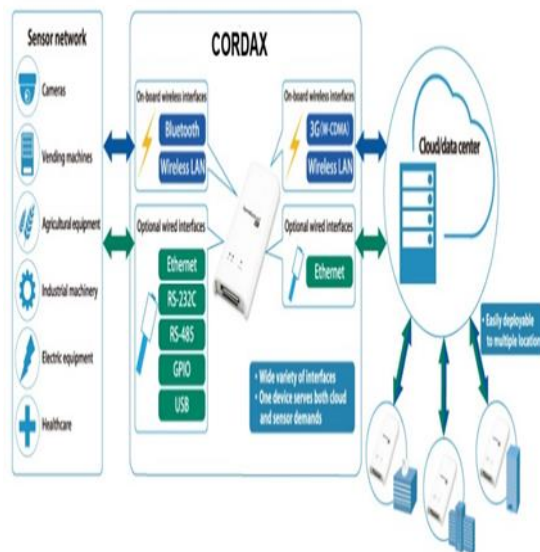 Sensor network
Cameras
Vending machines
Agricultural equipment
Industrial machinery
Electric equipment
Healthcare
CORDAX
On-board wireless interfaces
Bluetooth
Wireless LAN
Optional wired interfaces
Ethernet
RS-232C
RS-485
GPIO
USB
On-board wireless interfaces
3G(W-CDMA)
Wireless LAN
Optional wired interfaces
Ethernet
• Wide variety of interfaces
• One device serves both cloud
and sensor demands
Cloud/data center
• Easily deployable
to multiple location